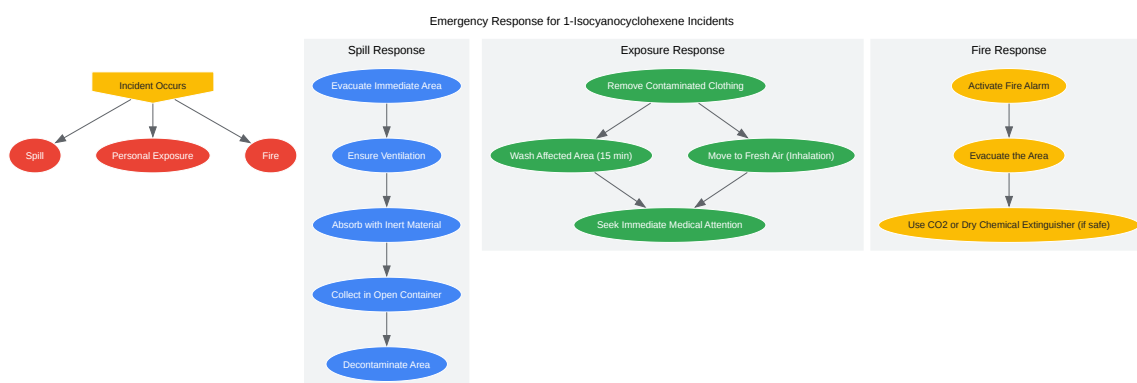 Emergency Response for 1-Isocyanocyclohexene Incidents
Incident Occurs
Spill
Personal Exposure
Fire
Spill Response
Evacuate Immediate Area
Ensure Ventilation
Absorb with Inert Material
Collect in Open Container
Decontaminate Area
Exposure Response
Remove Contaminated Clothing
Wash Affected Area (15 min)
Move to Fresh Air (Inhalation)
Seek Immediate Medical Attention
Fire Response
Activate Fire Alarm
Evacuate the Area
Use CO2 or Dry Chemical Extinguisher (if safe)